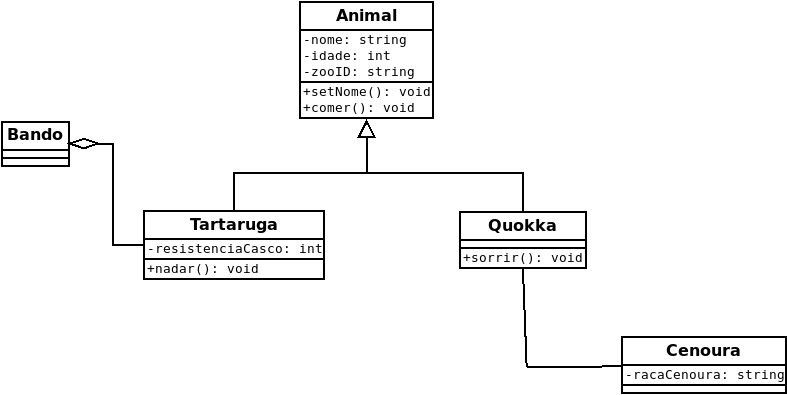 Animal
-nome: string
-idade: int
-zooID: string
+setNome(): void
+comer(): void
Bando
Tartaruga
-resistenciaCasco: int
+nadar(): void
Quokka
+sorrir(): void
Cenoura
-racaCenoura: string